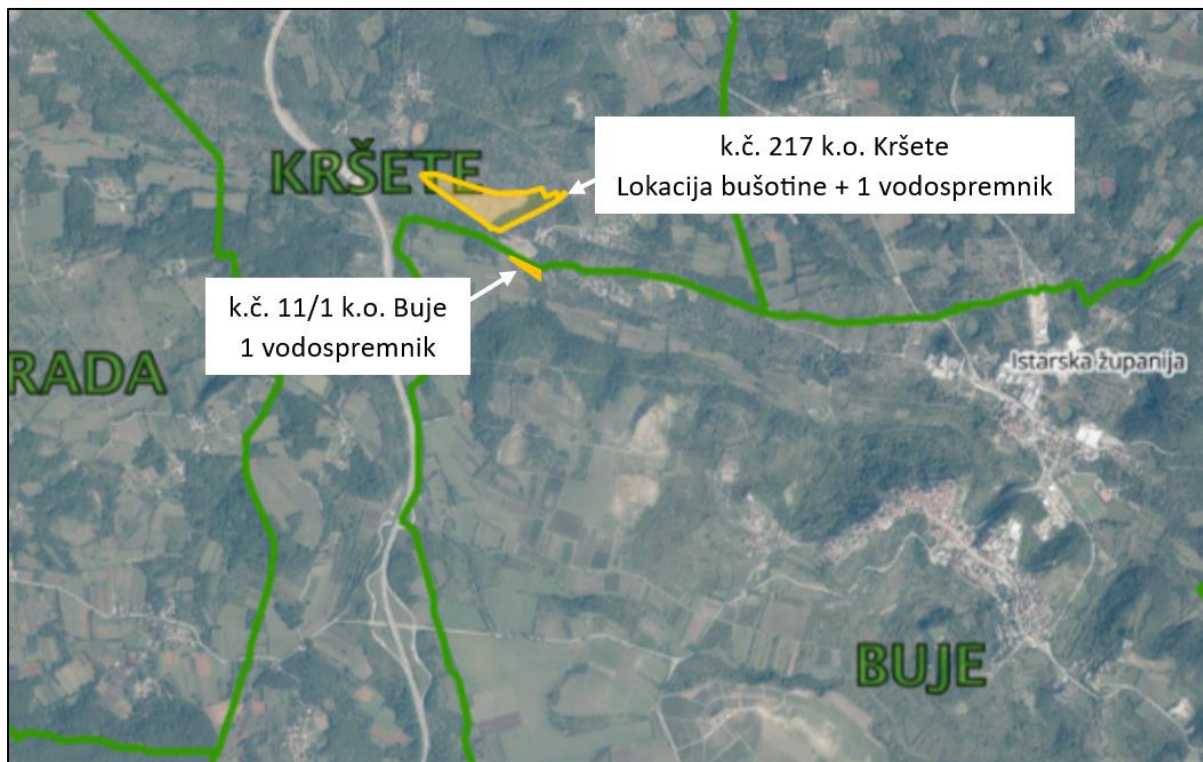 KRŠETE
k.č. 217 k.o. Kršete
Lokacija bušotine + 1 vodospremnik
k.č. 11/1 k.o. Buje
1 vodospremnik
RADA
Istarska županija
BUJE